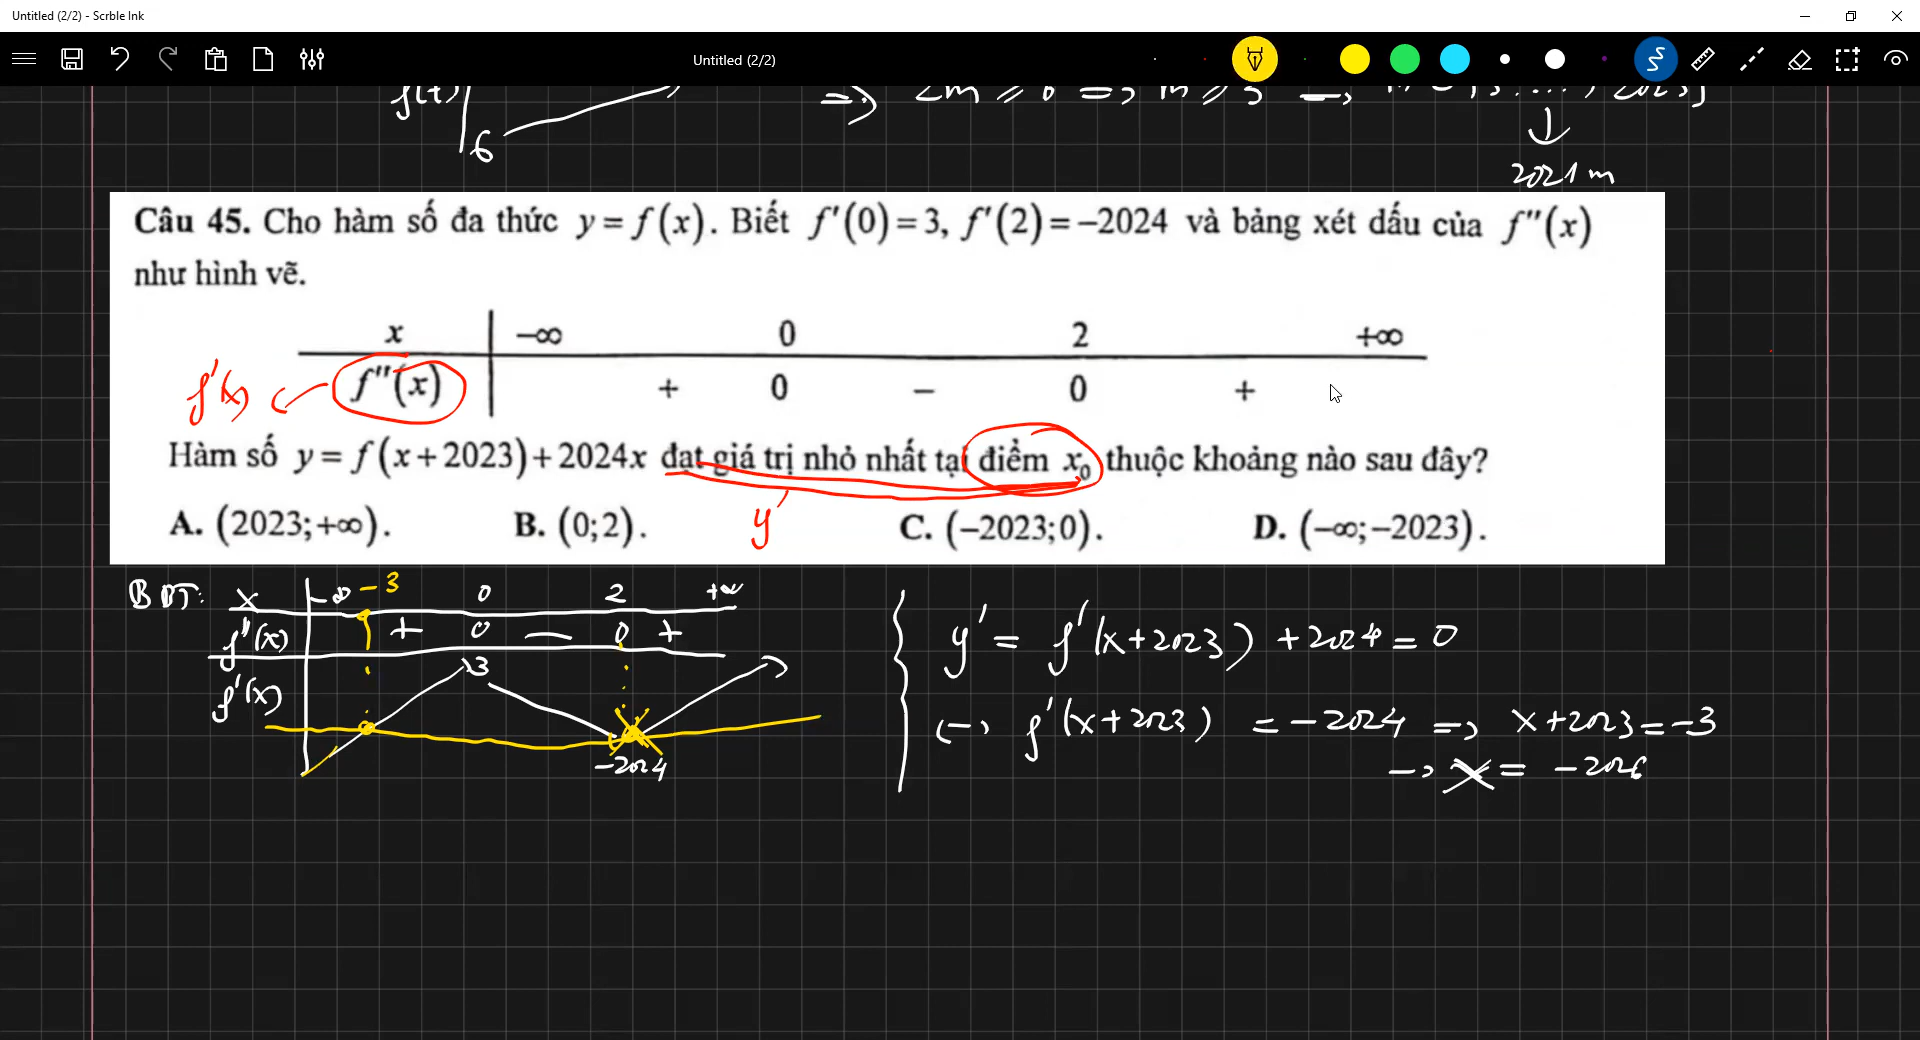 Untitled (2/2) - Scrble Ink
Untitled (2/2)
f(t)
6
2021 m
Câu 45. Cho hàm số đa thức y = f(x). Biết f'(0) = 3, f'(2) = −2024 và bảng xét dấu của f''(x)
như hình vẽ.
x −∞ 0 2 +∞
f''(x) + 0 − 0 +
f'(x)
Hàm số y = f(x+2023)+2024x đạt giá trị nhỏ nhất tại điểm x₀ thuộc khoảng nào sau đây?
A. (2023;+∞). B. (0;2). C. (−2023;0). D. (−∞;−2023).
y'
BBT: x −∞ −3 0 2 +∞
f''(x) + 0 − 0 +
f'(x) 3
−2024
y' = f'(x+2023) + 2024 = 0
f'(x+2023) = −2024 => x+2023 = −3
x = −2026